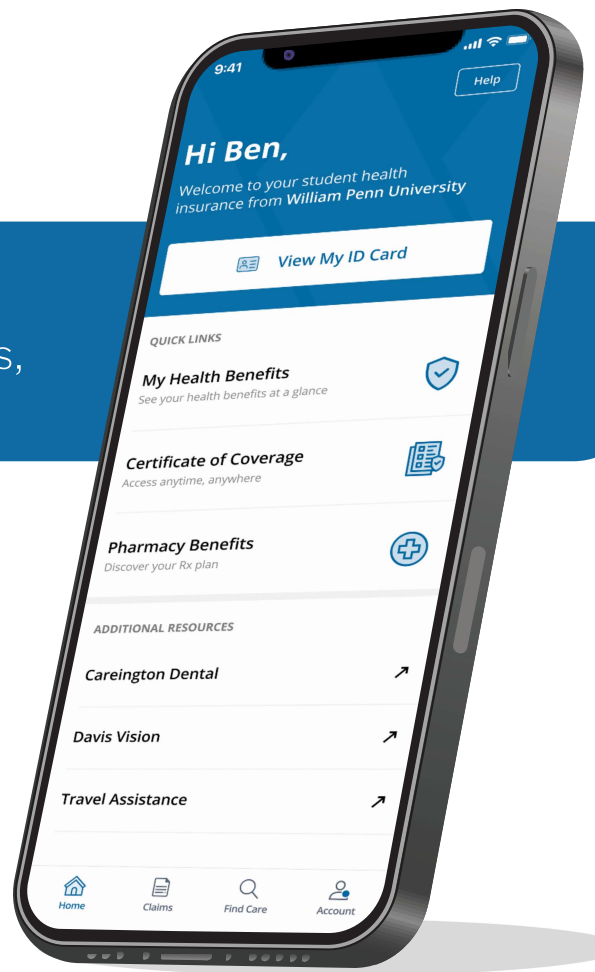 9:41
Help
Hi Ben,
Welcome to your student health
insurance from William Penn University
View My ID Card
s,
QUICK LINKS
My Health Benefits
See your health benefits at a glance
Certificate of Coverage
Access anytime, anywhere
Pharmacy Benefits
Discover your Rx plan
ADDITIONAL RESOURCES
Careington Dental
Davis Vision
Travel Assistance
Home
Claims
Find Care
Account